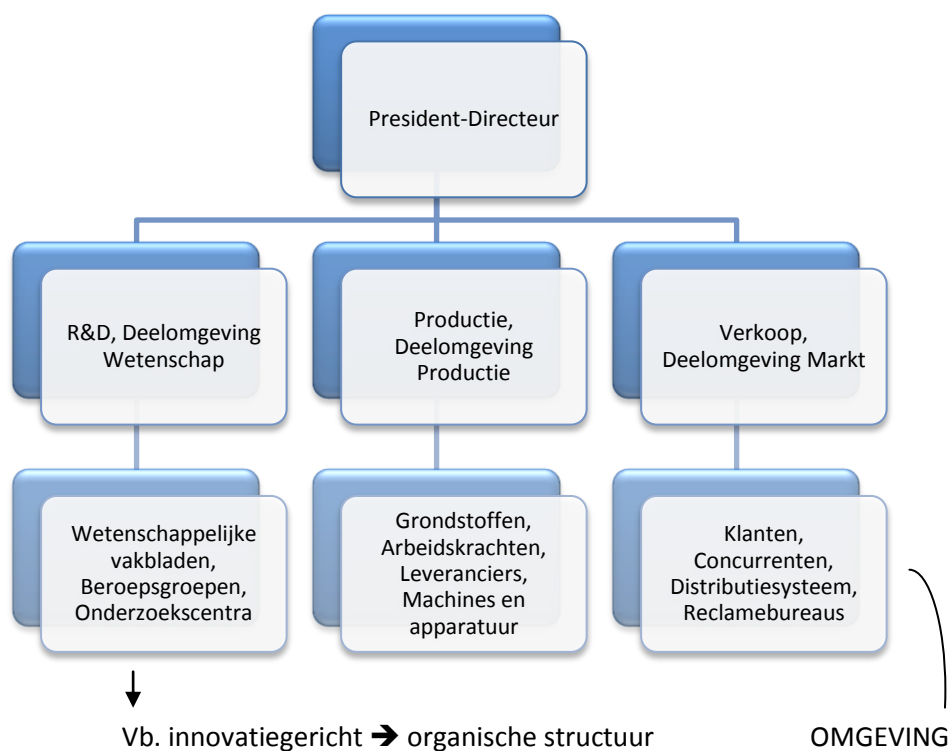 President-Directeur
R&D, Deelomgeving
Wetenschap
Productie,
Deelomgeving
Productie
Verkoop,
Deelomgeving Markt
Wetenschappelijke
vakbladen,
Beroepsgroepen,
Onderzoekscentra
Grondstoffen,
Arbeidskrachten,
Leveranciers,
Machines en
apparatuur
Klanten,
Concurrenten,
Distributiesysteem,
Reclamebureaus
Vb. innovatiegericht ➔ organische structuur
OMGEVING